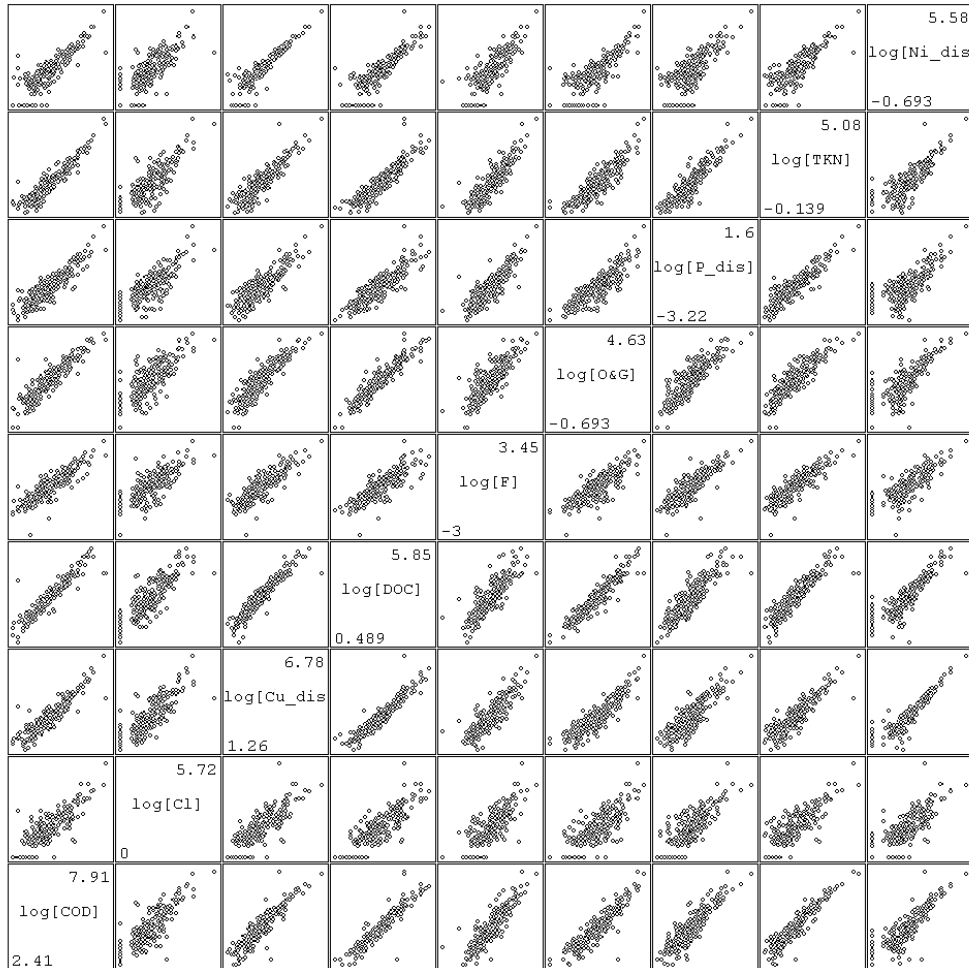 5.58
log[Ni_dis
-0.693
5.08
log[TKN]
-0.139
1.6
log[P_dis]
-3.22
4.63
log[O&G]
-0.693
3.45
log[F]
-3
5.85
log[DOC]
0.489
6.78
log[Cu_dis
1.26
5.72
log[Cl]
0
7.91
log[COD]
2.41